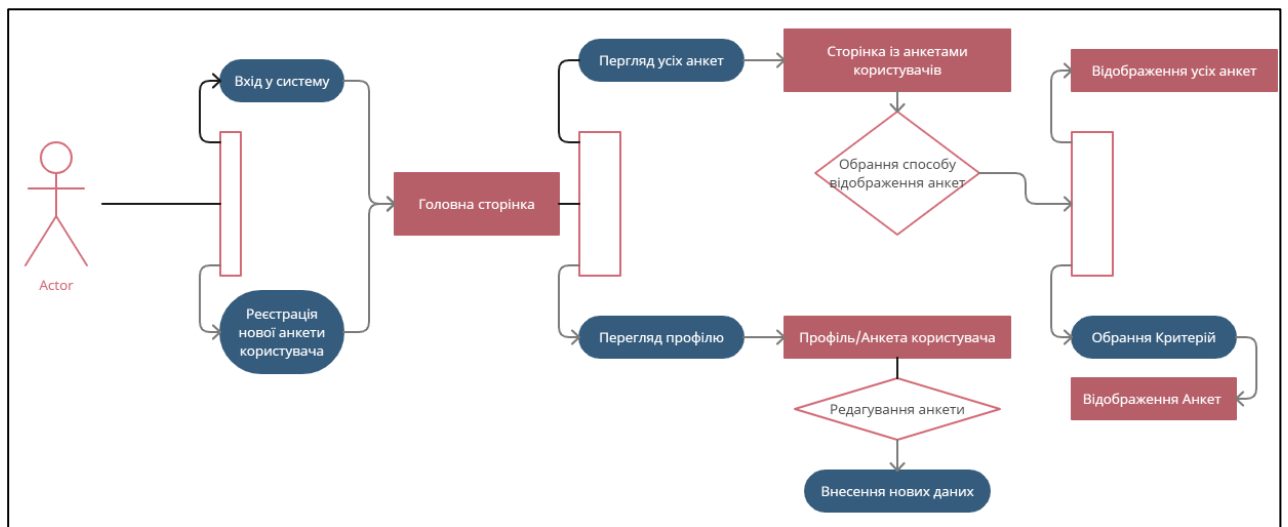 Actor
Вхід у систему
Реєстрація
нової анкети
користувача
Головна сторінка
Пергляд усіх анкет
Сторінка із анкетами
користувачів
Обрання способу
відображення анкет
Відображення усіх анкет
Перегляд профілю
Профіль/Анкета користувача
Редагування анкети
Внесення нових даних
Обрання Критерій
Відображення Анкет